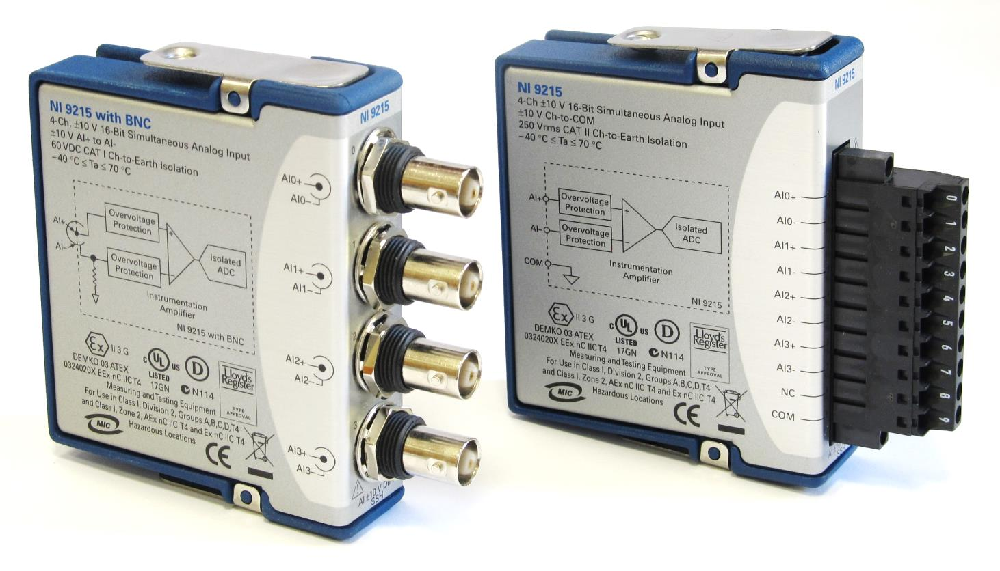 NI 9215 with BNC
4-Ch. ±10 V 16-Bit Simultaneous Analog Input
±10 V AI+ to AI-
60 VDC CAT I Ch-to-Earth Isolation
−40 °C ≤ Ta ≤ 70 °C
AI+
AI−
Overvoltage
Protection
Overvoltage
Protection
+
−
Isolated
ADC
Instrumentation
Amplifier
NI 9215 with BNC
Ex II 3 G
DEMKO 03 ATEX
0324020X EEx nC IIC T4
C UL US
LISTED
17GN
D
N114
Lloyd's
Register
TYPE
APPROVAL
Measuring and Testing Equipment
For Use in Class I, Division 2, Groups A,B,C,D,T4
and Class I, Zone 2, AEx nC IIC T4 and Ex nC IIC T4
Hazardous Locations
MIC
CE
NI 9215
0
AI0+
AI0−
1
AI1+
AI1−
2
AI2+
AI2−
3
AI3+
AI3−
AI ±10 V
SSH
NI 9215
4-Ch ±10 V 16-Bit Simultaneous Analog Input
±10 V Ch-to-COM
250 Vrms CAT II Ch-to-Earth Isolation
−40 °C ≤ Ta ≤ 70 °C
AI+
AI−
COM
Overvoltage
Protection
Overvoltage
Protection
+
−
Isolated
ADC
Instrumentation
Amplifier
NI 9215
Ex II 3 G
DEMKO 03 ATEX
0324020X EEx nC IIC T4
C UL US
LISTED
17GN
D
N114
Lloyd's
Register
TYPE
APPROVAL
Measuring and Testing Equipment
For Use in Class I, Division 2, Groups A,B,C,D,T4
and Class I, Zone 2, AEx nC IIC T4 and Ex nC IIC T4
Hazardous Locations
MIC
CE
NI 9215
AI0+
AI0-
AI1+
AI1-
AI2+
AI2-
AI3+
AI3-
NC
COM
0
1
2
3
4
5
6
7
8
9